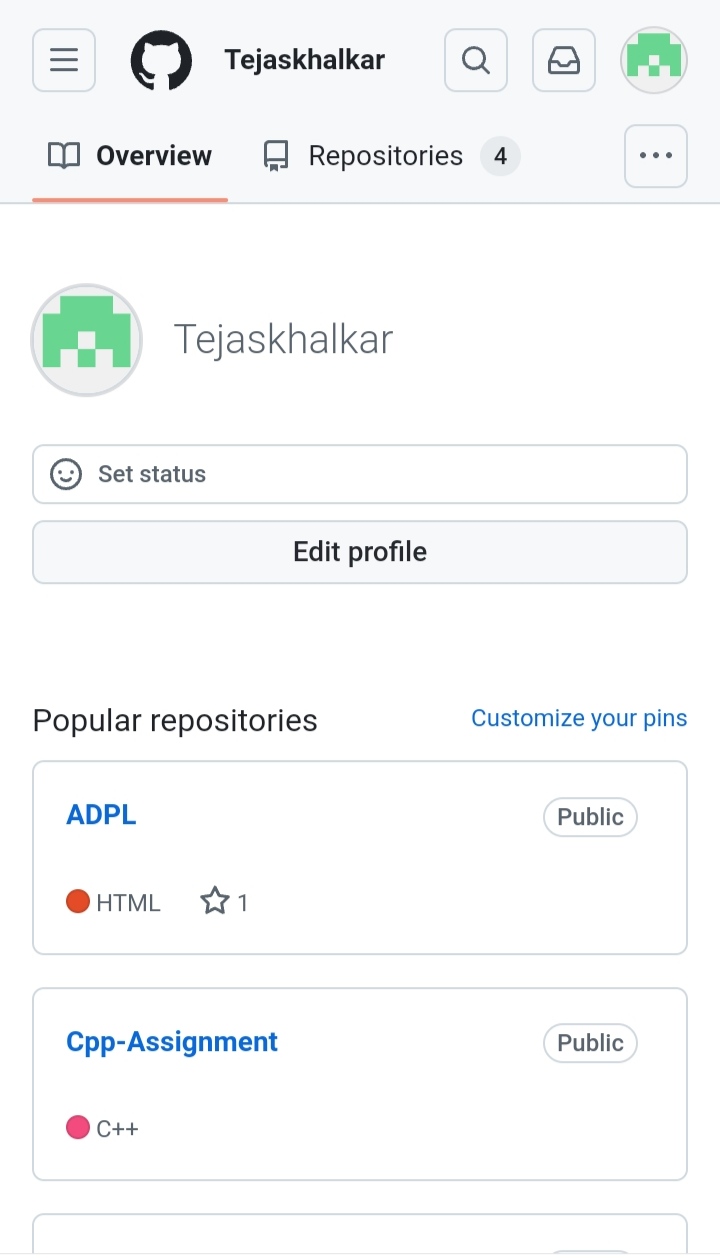 Tejaskhalkar
Overview Repositories 4
Tejaskhalkar
Set status
Edit profile
Popular repositories Customize your pins
ADPL Public
HTML 1
Cpp-Assignment Public
C++